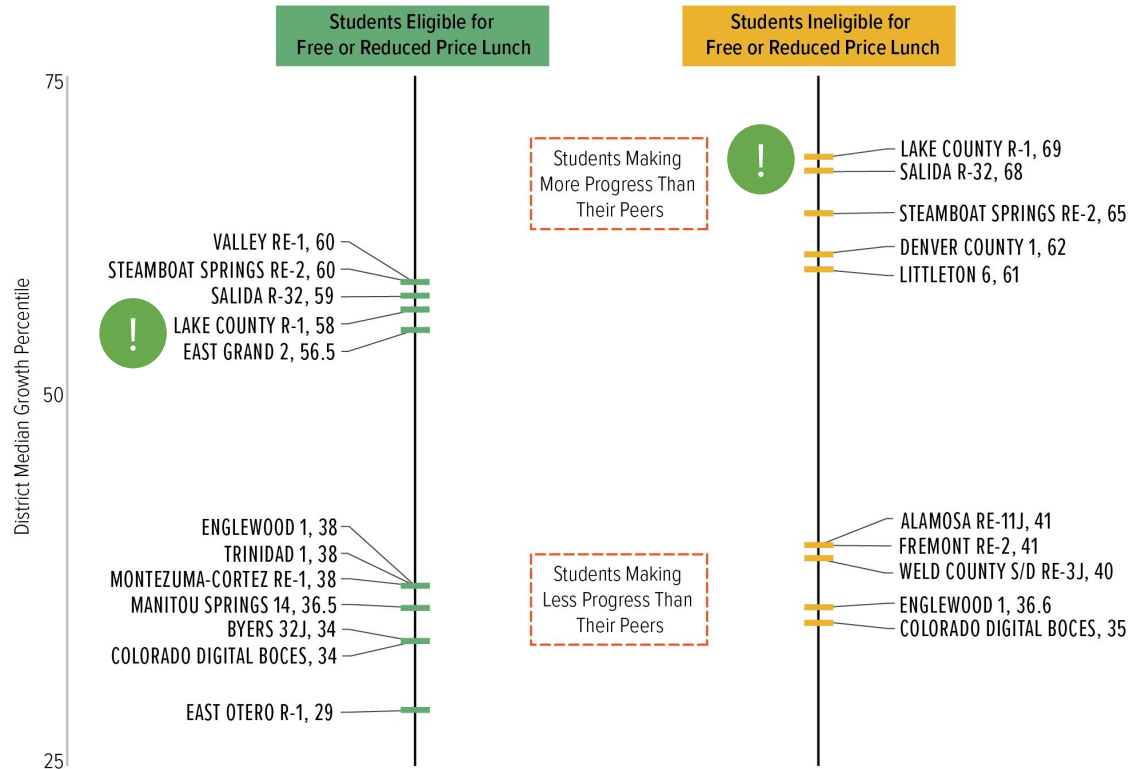 Students Eligible for
Free or Reduced Price Lunch
Students Ineligible for
Free or Reduced Price Lunch
75
50
25
District Median Growth Percentile
VALLEY RE-1, 60
STEAMBOAT SPRINGS RE-2, 60
SALIDA R-32, 59
!
LAKE COUNTY R-1, 58
EAST GRAND 2, 56.5
ENGLEWOOD 1, 38
TRINIDAD 1, 38
MONTEZUMA-CORTEZ RE-1, 38
MANITOU SPRINGS 14, 36.5
BYERS 32J, 34
COLORADO DIGITAL BOCES, 34
EAST OTERO R-1, 29
Students Making
More Progress Than
Their Peers
Students Making
Less Progress Than
Their Peers
!
LAKE COUNTY R-1, 69
SALIDA R-32, 68
STEAMBOAT SPRINGS RE-2, 65
DENVER COUNTY 1, 62
LITTLETON 6, 61
ALAMOSA RE-11J, 41
FREMONT RE-2, 41
WELD COUNTY S/D RE-3J, 40
ENGLEWOOD 1, 36.6
COLORADO DIGITAL BOCES, 35